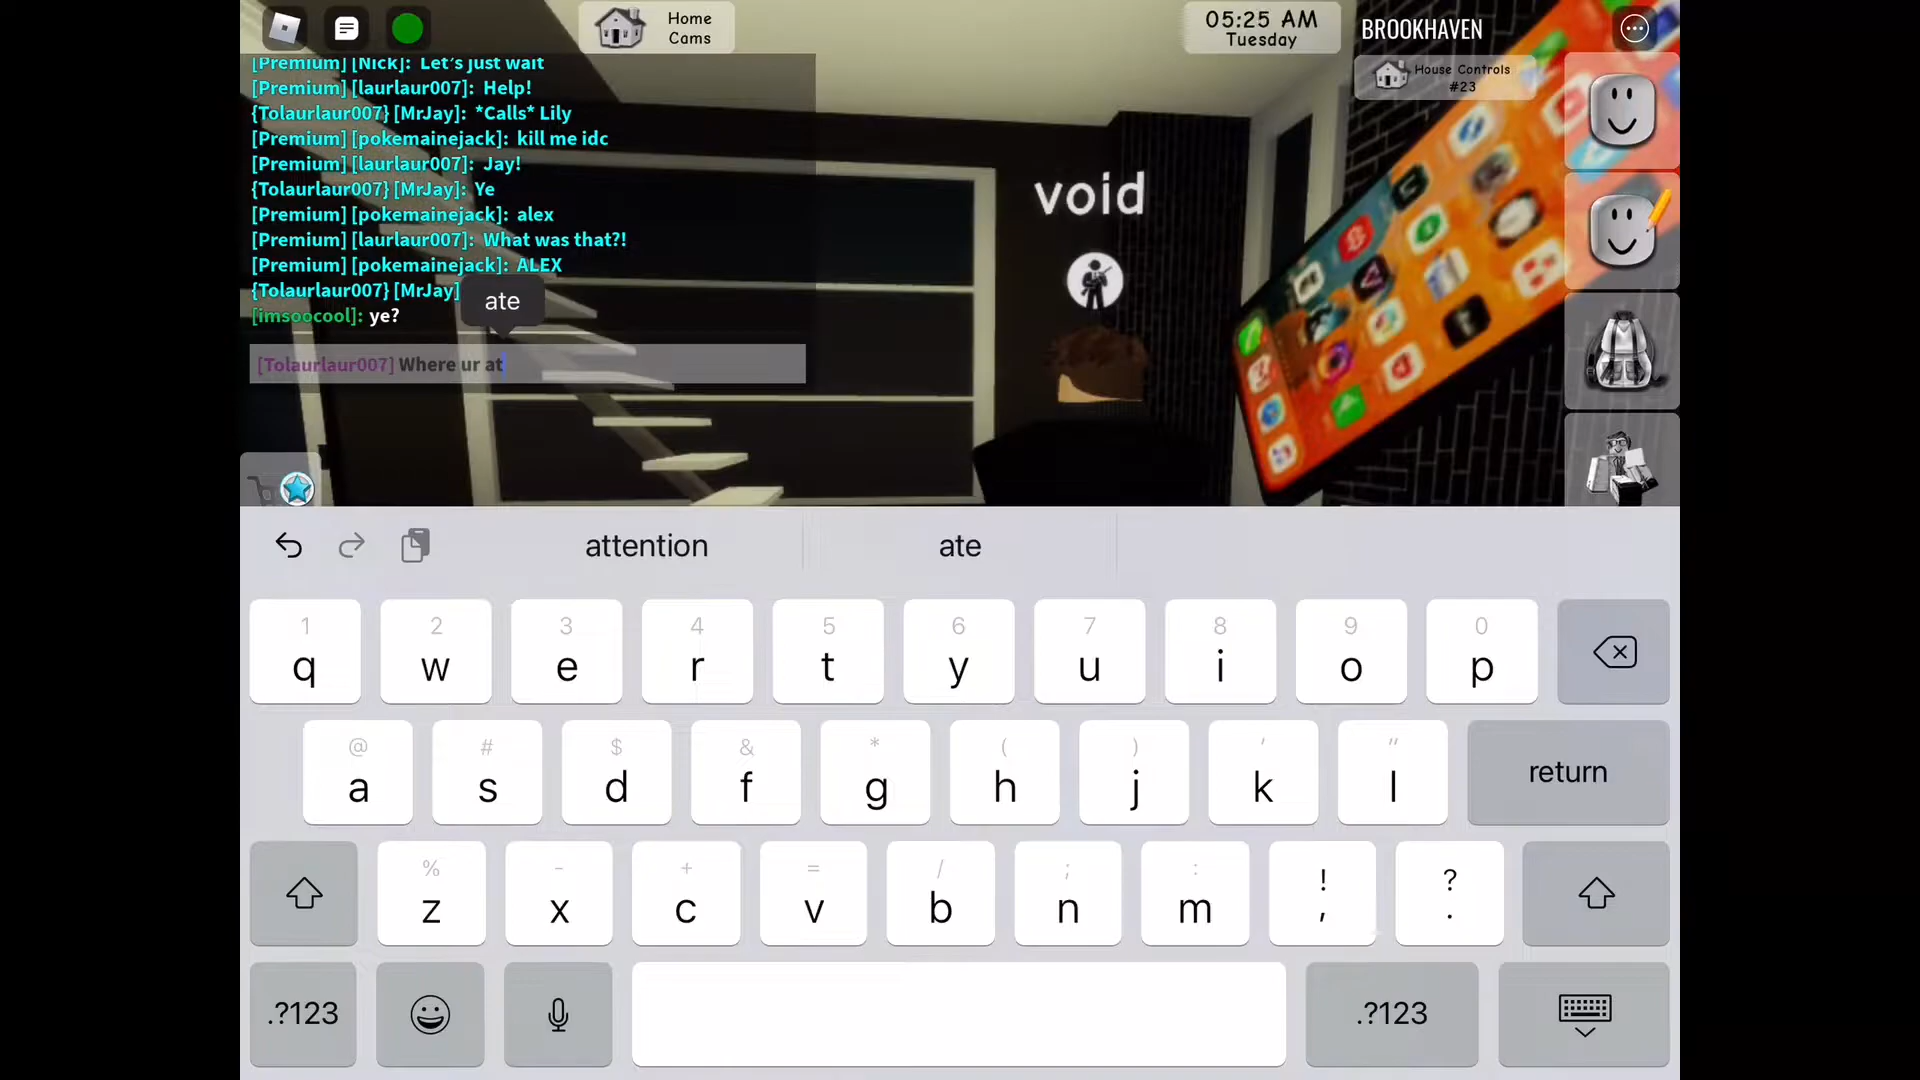 Home
Cams
05:25 AM
Tuesday
BROOKHAVEN
House Controls
#23
[Premium] [Nick]: Let's just wait
[Premium] [laurlaur007]: Help!
{Tolaurlaur007} [MrJay]: *Calls* Lily
[Premium] [pokemainejack]: kill me idc
[Premium] [laurlaur007]: Jay!
{Tolaurlaur007} [MrJay]: Ye
[Premium] [pokemainejack]: alex
[Premium] [laurlaur007]: What was that?!
[Premium] [pokemainejack]: ALEX
{Tolaurlaur007} [MrJay]
[imsoocool]: ye?
ate
[Tolaurlaur007] Where ur at
void
attention
ate
1 2 3 4 5 6 7 8 9 0
q w e r t y u i o p
@ # $ & * ( ) ' "
a s d f g h j k l return
% - + = / ; : ! ?
z x c v b n m , .
.?123 .?123